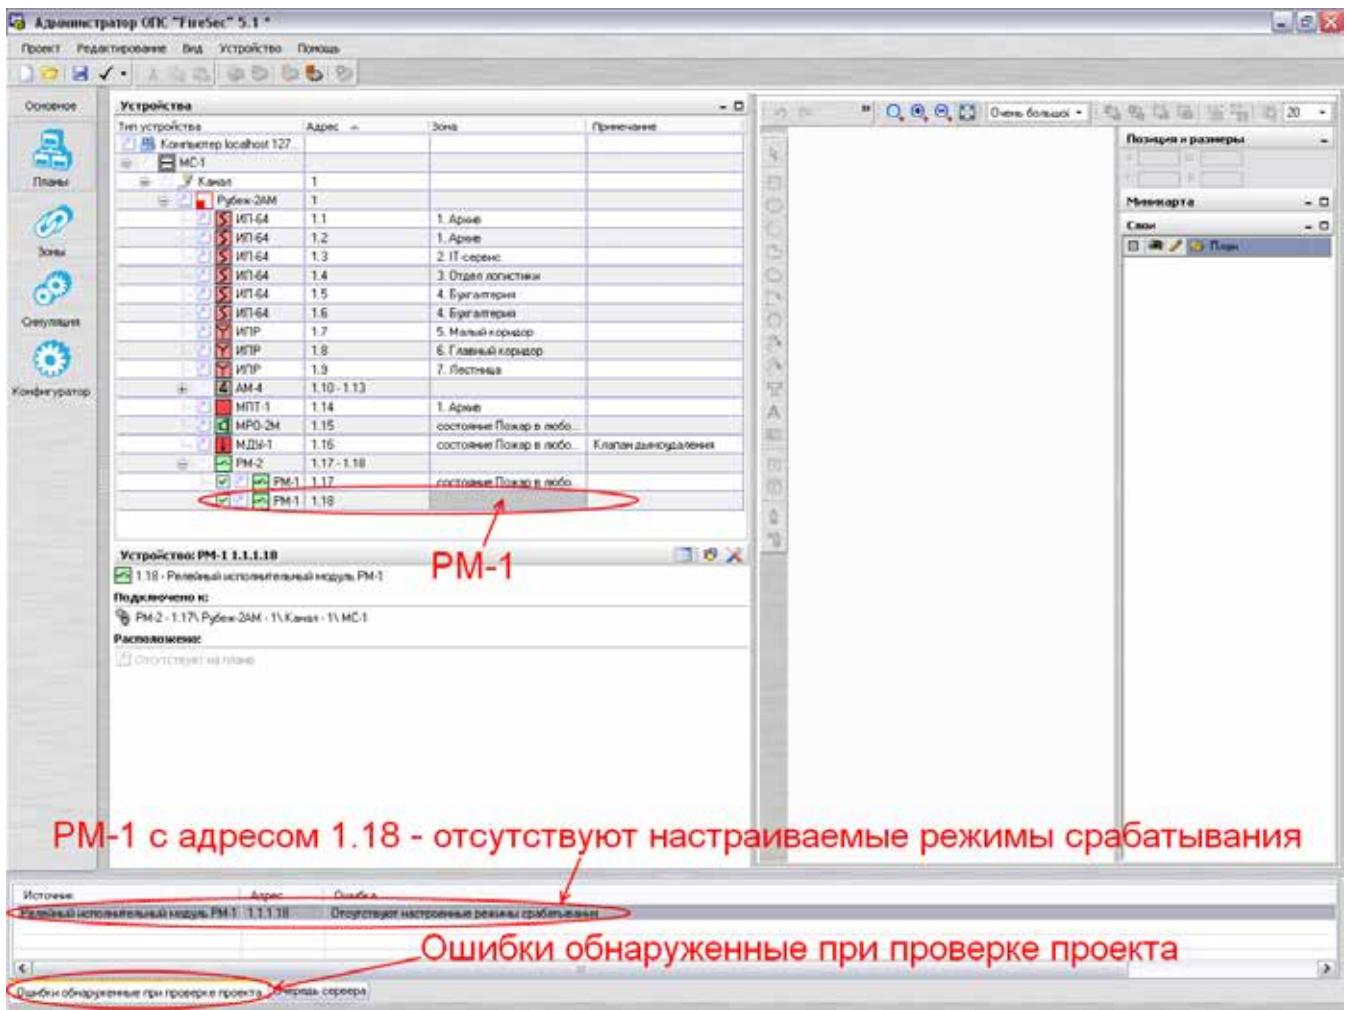 Администратор ОПС "FireSec" 5.1 *
Проект Редактирование Вид Устройство Помощь
Основное
Планы
Зоны
Симуляция
Конфигуратор
Устройства
Тип устройства Адрес Зона Примечание
Компьютер localhost 127...
МС-1
Канал 1
Рубеж-2АМ 1
ИП-64 1.1 1. Архив
ИП-64 1.2 1. Архив
ИП-64 1.3 2. IT-сервис
ИП-64 1.4 3. Отдел логистики
ИП-64 1.5 4. Бухгалтерия
ИП-64 1.6 4. Бухгалтерия
ИПР 1.7 5. Малый коридор
ИПР 1.8 6. Главный коридор
ИПР 1.9 7. Лестница
4 АМ-4 1.10 - 1.13
МПТ-1 1.14 1. Архив
МРО-2М 1.15 состояние Пожар в любо...
МДУ-1 1.16 состояние Пожар в любо... Клапан дымоудаления
РМ-2 1.17 - 1.18
РМ-1 1.17 состояние Пожар в любо...
РМ-1 1.18
РМ-1
Устройство: РМ-1 1.1.1.18
1.18 - Релейный исполнительный модуль РМ-1
Подключено к:
РМ-2 - 1.17\ Рубеж-2АМ - 1\ Канал - 1\ МС-1
Расположено:
Отсутствует на плане
Очень большой 20
Позиция и размеры
Миникарта
Слои
План
РМ-1 с адресом 1.18 - отсутствуют настраиваемые режимы срабатывания
Источник Адрес Ошибка
Релейный исполнительный модуль РМ-1 1.1.1.18 Отсутствуют настроенные режимы срабатывания
Ошибки обнаруженные при проверке проекта
Ошибки обнаруженные при проверке проекта Очередь сервера